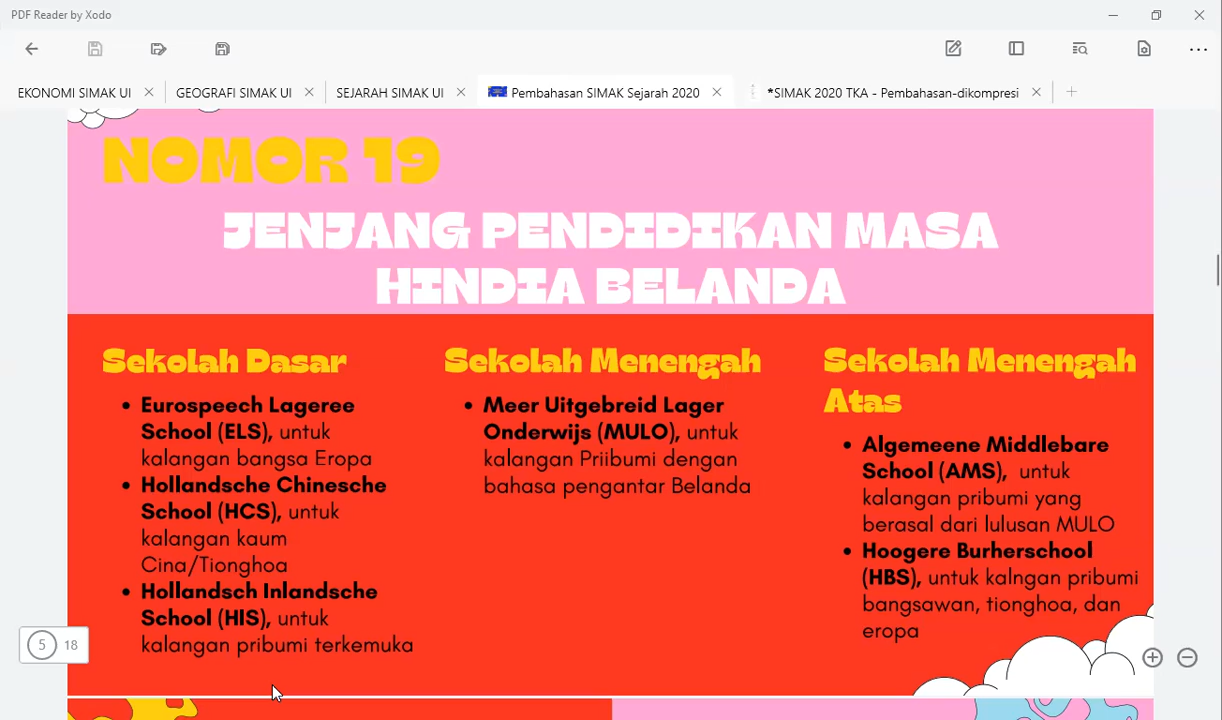 PDF Reader by Xodo
EKONOMI SIMAK UI
GEOGRAFI SIMAK UI
SEJARAH SIMAK UI
Pembahasan SIMAK Sejarah 2020
*SIMAK 2020 TKA - Pembahasan-dikompresi
NOMOR 19
JENJANG PENDIDIKAN MASA
HINDIA BELANDA
Sekolah Dasar
• Eurospeech Lageree
School (ELS), untuk
kalangan bangsa Eropa
• Hollandsche Chinesche
School (HCS), untuk
kalangan kaum
Cina/Tionghoa
• Hollandsch Inlandsche
School (HIS), untuk
kalangan pribumi terkemuka
Sekolah Menengah
• Meer Uitgebreid Lager
Onderwijs (MULO), untuk
kalangan Priibumi dengan
bahasa pengantar Belanda
Sekolah Menengah
Atas
• Algemeene Middlebare
School (AMS), untuk
kalangan pribumi yang
berasal dari lulusan MULO
• Hoogere Burherschool
(HBS), untuk kalngan pribumi
bangsawan, tionghoa, dan
eropa
5 18